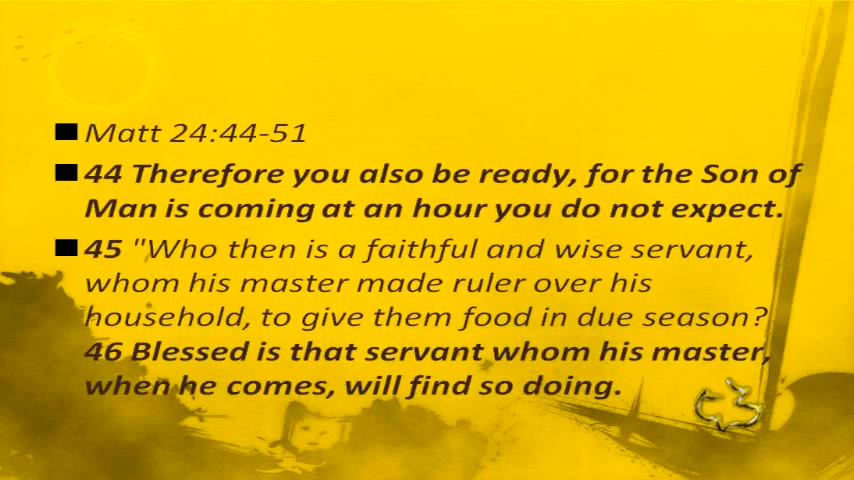 Matt 24:44-51
44 Therefore you also be ready, for the Son of
Man is coming at an hour you do not expect.
45 "Who then is a faithful and wise servant,
whom his master made ruler over his
household, to give them food in due season?
46 Blessed is that servant whom his master,
when he comes, will find so doing.